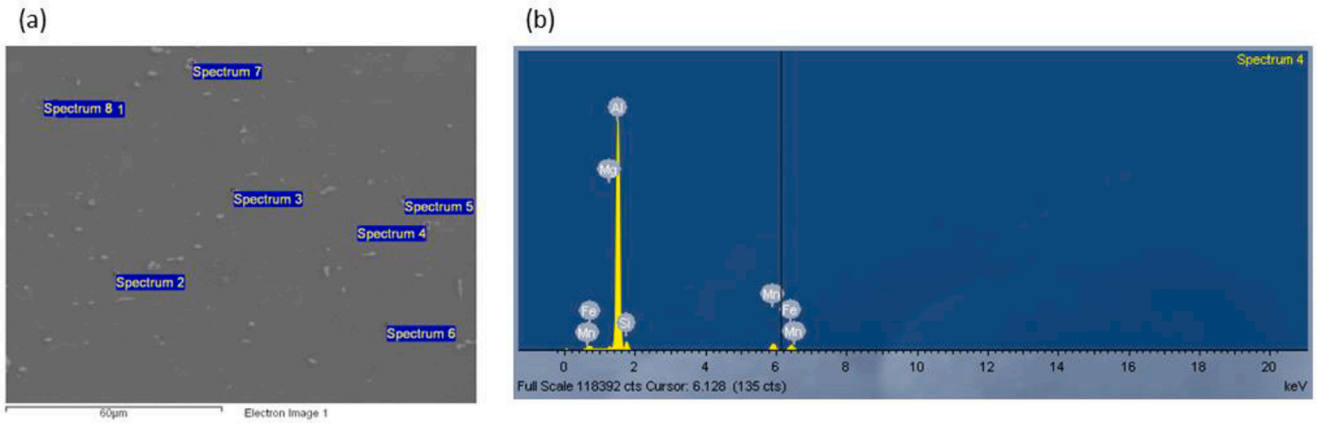 (a)
(b)
Spectrum 7
Spectrum 8 1
Spectrum 3
Spectrum 5
Spectrum 4
Spectrum 2
Spectrum 6
60µm
Electron Image 1
Spectrum 4
Al
Mg
Fe
Mn
Si
Mn
Fe
Mn
0 2 4 6 8 10 12 14 16 18 20
Full Scale 118392 cts Cursor: 6.128 (135 cts)
keV